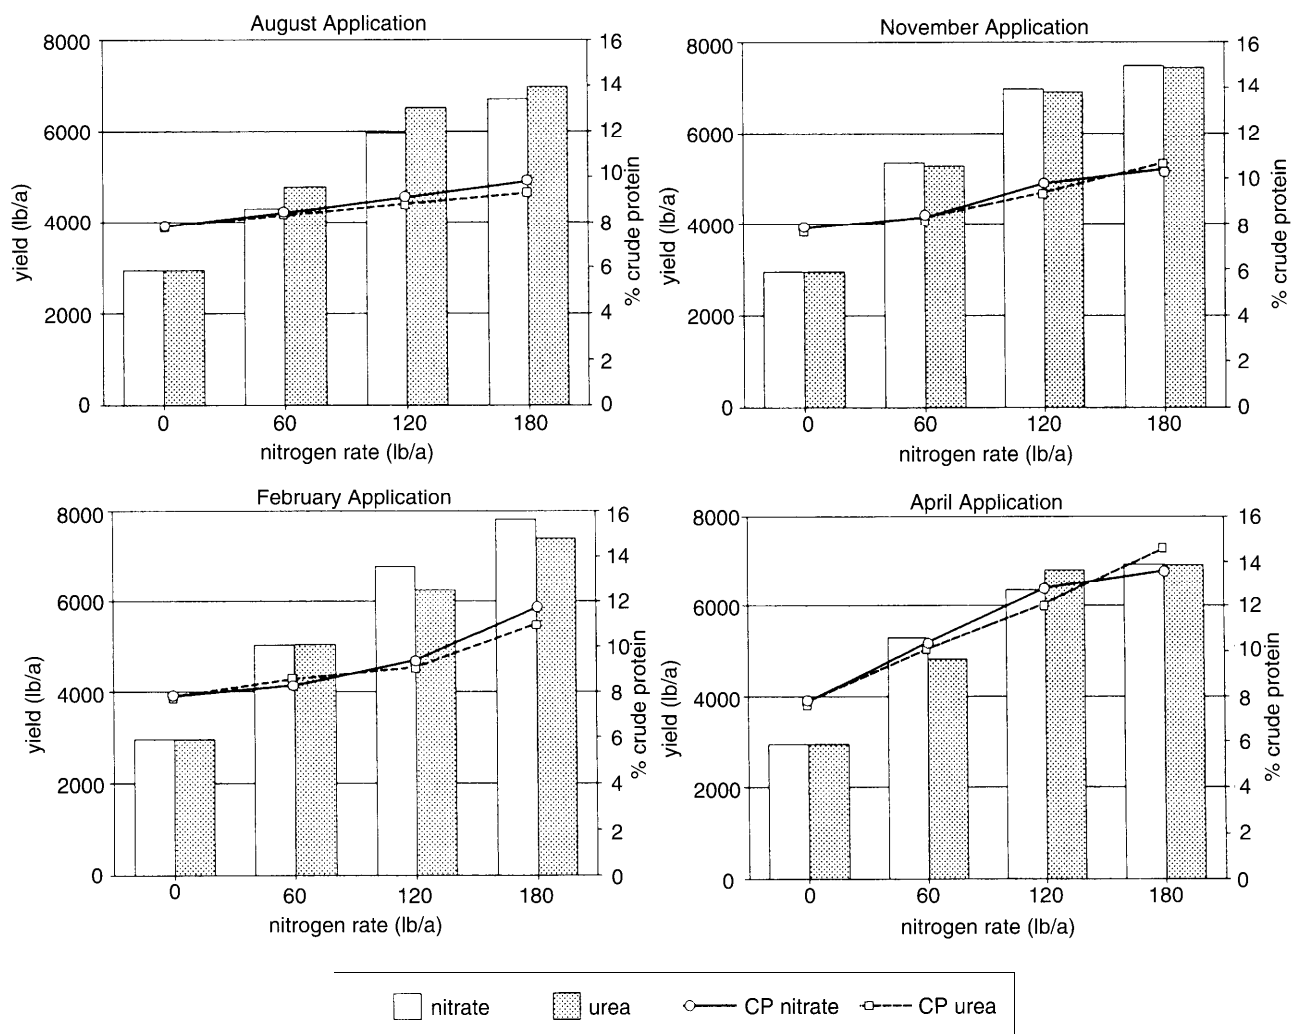 August Application
8000
6000
4000
2000
0
yield (lb/a)
16
14
12
10
8
6
4
2
0
% crude protein
0 60 120 180
nitrogen rate (lb/a)
November Application
8000
6000
4000
2000
0
yield (lb/a)
16
14
12
10
8
6
4
2
0
% crude protein
0 60 120 180
nitrogen rate (lb/a)
February Application
8000
6000
4000
2000
0
yield (lb/a)
16
14
12
10
8
6
4
2
0
% crude protein
0 60 120 180
nitrogen rate (lb/a)
April Application
8000
6000
4000
2000
0
yield (lb/a)
16
14
12
10
8
6
4
2
0
% crude protein
0 60 120 180
nitrogen rate (lb/a)
nitrate urea CP nitrate CP urea